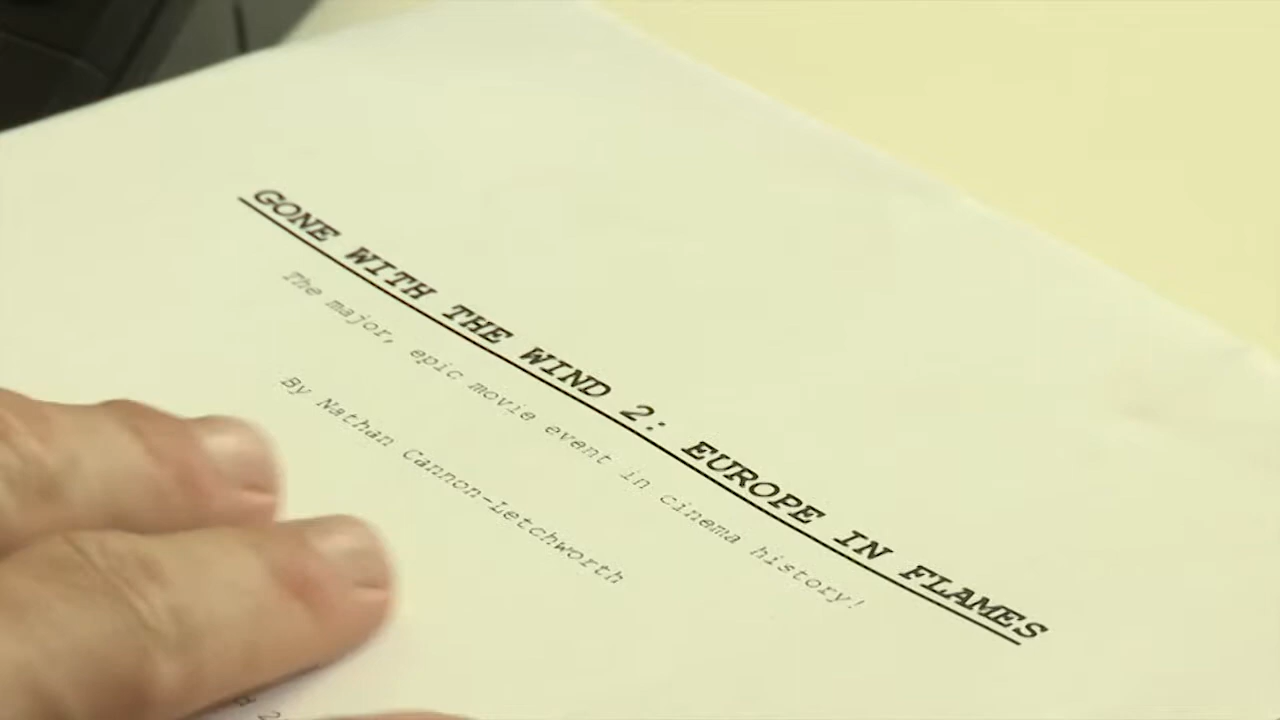 GONE WITH THE WIND 2: EUROPE IN FLAMES
The major, epic movie event in cinema history!
By Nathan Cannon-Letchworth